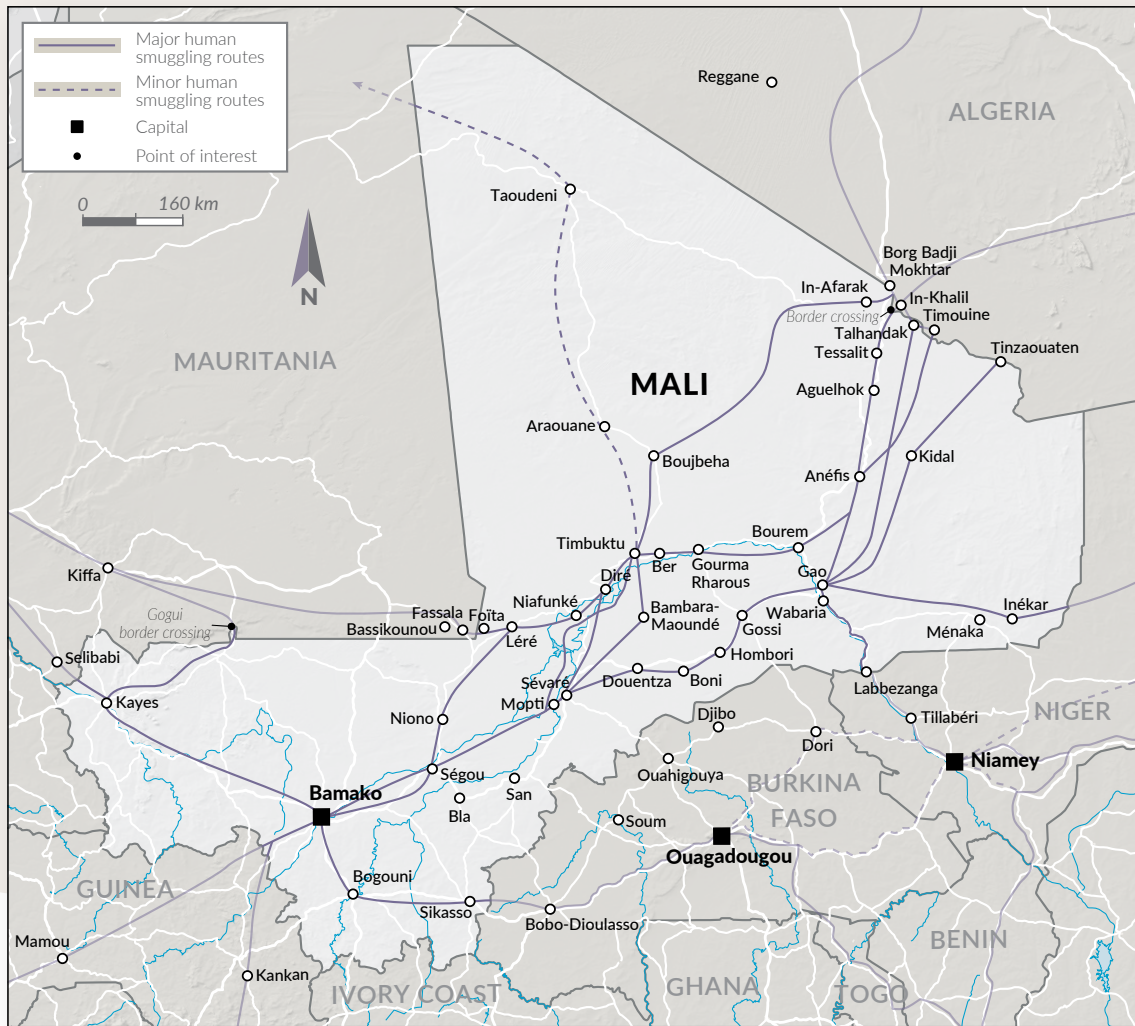 Major human
smuggling routes
Minor human
smuggling routes
Capital
Point of interest
0 160 km
N
Reggane
ALGERIA
Taoudeni
MAURITANIA
Borg Badji
Mokhtar
In-Afarak
In-Khalil
Border crossing
Timouine
Talhandak
Tessalit
Tinzaouaten
MALI
Aguelhok
Araouane
Boujbeha
Kidal
Anéfis
Timbuktu
Bourem
Ber
Gourma
Rharous
Kiffa
Diré
Gao
Gogui
border crossing
Fassala
Foïta
Niafunké
Bassikounou
Léré
Bambara-
Maoundé
Wabaria
Gossi
Inékar
Ménaka
Selibabi
Hombori
Kayes
Sévaré
Douentza
Boni
Labbezanga
Mopti
Niono
Djibo
Tillabéri
NIGER
Dori
Ségou
Ouahigouya
Niamey
San
Bamako
Bla
BURKINA
FASO
Soum
Ouagadougou
GUINEA
Bogouni
Sikasso
Bobo-Dioulasso
Mamou
BENIN
Kankan
IVORY COAST
GHANA
TOGO